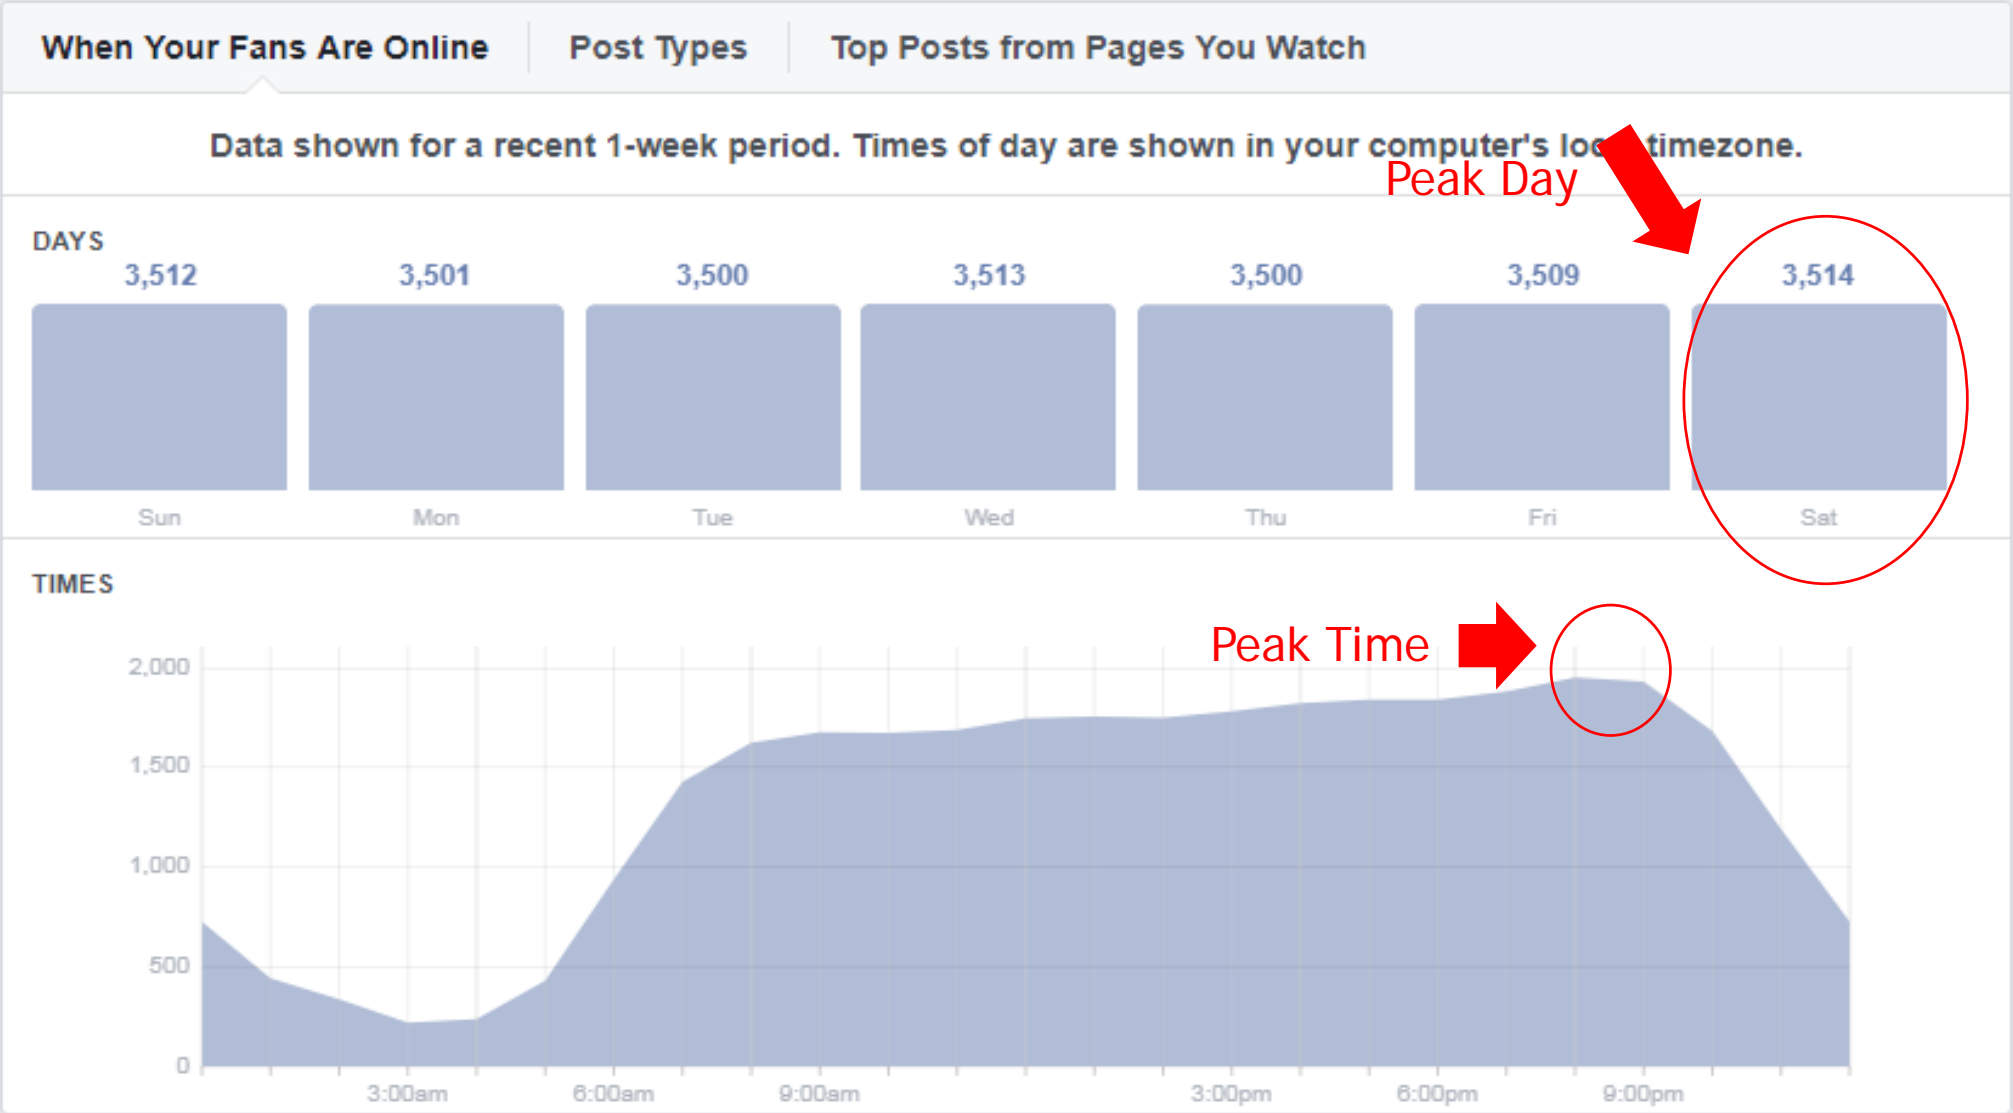 When Your Fans Are Online Post Types Top Posts from Pages You Watch
Data shown for a recent 1-week period. Times of day are shown in your computer's timezone.
Peak Day
DAYS
3,512 3,501 3,500 3,513 3,500 3,509 3,514
Sun Mon Tue Wed Thu Fri Sat
TIMES
Peak Time
2,000
1,500
1,000
500
0
3:00am 6:00am 9:00am 3:00pm 6:00pm 9:00pm